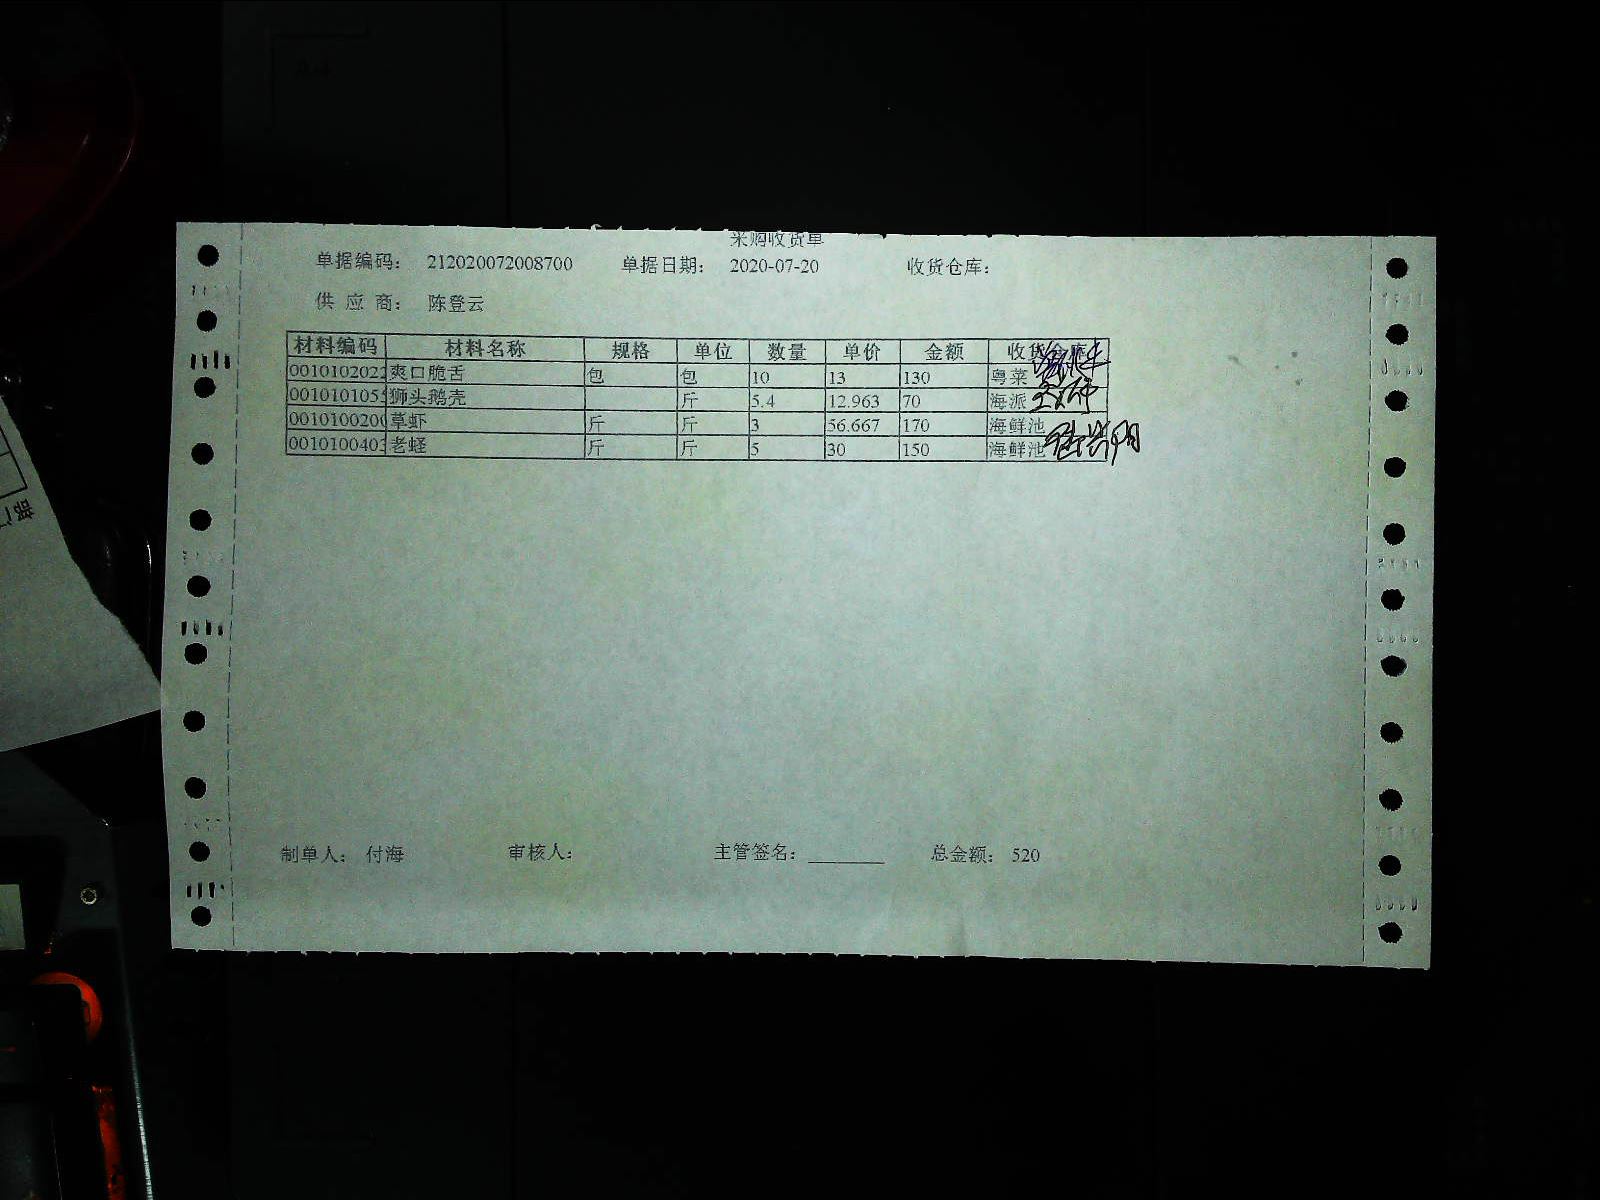 采购收货单
单据编码： 212020072008700 单据日期： 2020-07-20 收货仓库：
供 应 商： 陈登云
材料编码 材料名称 规格 单位 数量 单价 金额 收货仓库
0010102022 爽口脆舌 包 包 10 13 130 粤菜
0010101055 狮头鹅壳 斤 5.4 12.963 70 海派
0010100200 草虾 斤 斤 3 56.667 170 海鲜池
0010100403 老蛏 斤 斤 5 30 150 海鲜池
制单人： 付海 审核人： 主管签名： ________ 总金额： 520